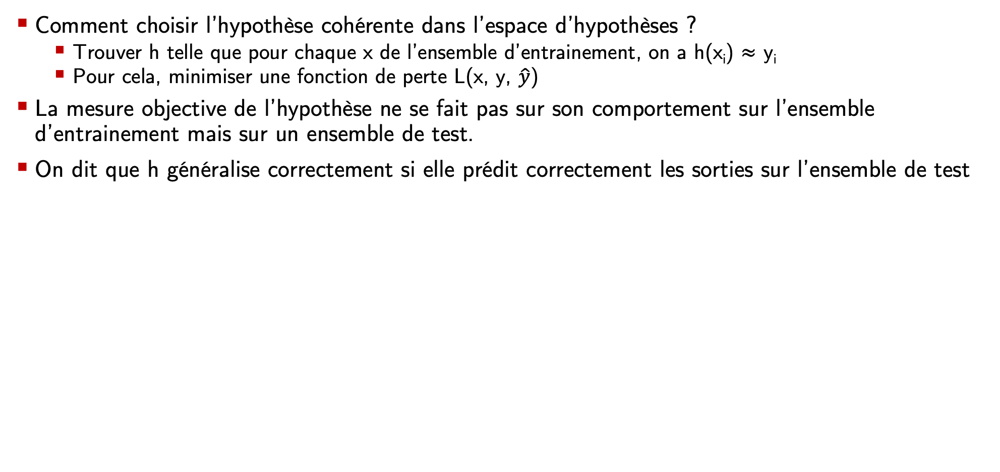 ▪ Comment choisir l’hypothèse cohérente dans l’espace d’hypothèses ?
▪ Trouver h telle que pour chaque x de l’ensemble d’entrainement, on a h(xᵢ) ≈ yᵢ
▪ Pour cela, minimiser une fonction de perte L(x, y, ŷ)
▪ La mesure objective de l’hypothèse ne se fait pas sur son comportement sur l’ensemble
d’entrainement mais sur un ensemble de test.
▪ On dit que h généralise correctement si elle prédit correctement les sorties sur l’ensemble de test